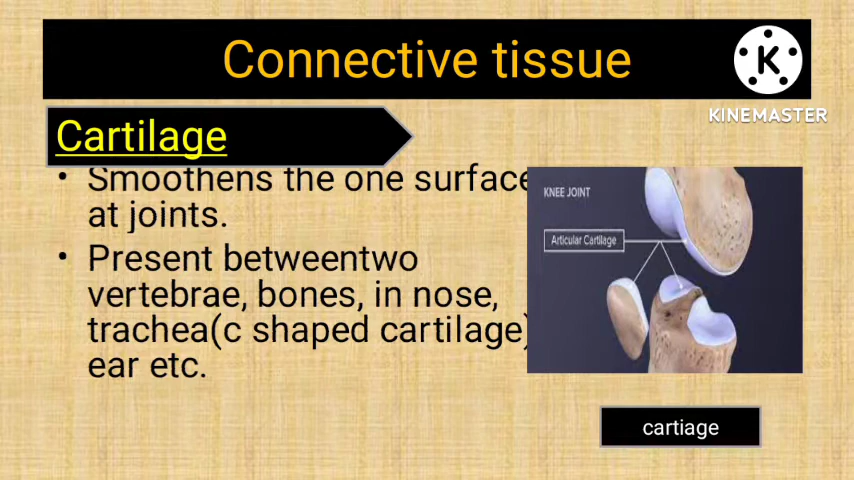 Connective tissue
K
KINEMASTER
Cartilage
• Smoothens the one surface
at joints.
• Present betweentwo
vertebrae, bones, in nose,
trachea(c shaped cartilage)
ear etc.
KNEE JOINT
Articular Cartilage
cartiage